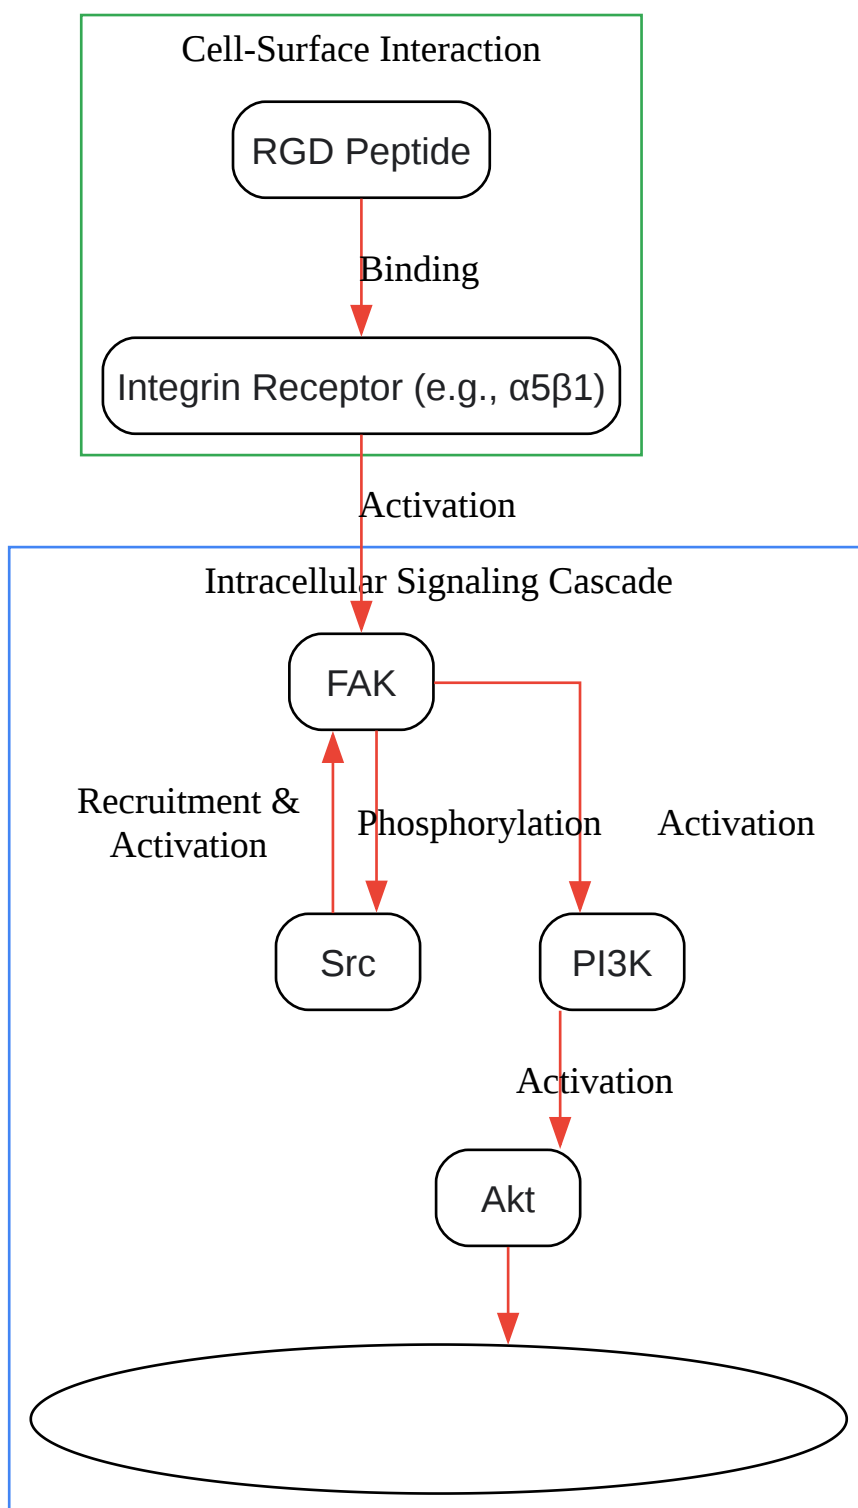 Cell-Surface Interaction
RGD Peptide
Binding
Integrin Receptor (e.g., α5β1)
Activation
Intracellular Signaling Cascade
FAK
Recruitment &
Activation
Phosphorylation
Activation
Src
PI3K
Activation
Akt